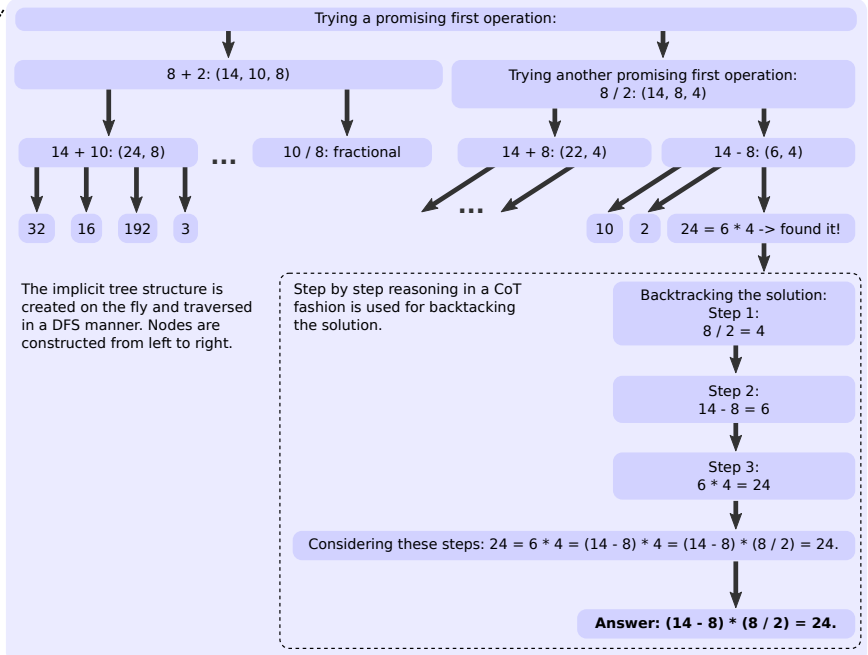 Trying a promising first operation:
8 + 2: (14, 10, 8)
Trying another promising first operation:
8 / 2: (14, 8, 4)
14 + 10: (24, 8)
...
10 / 8: fractional
14 + 8: (22, 4)
14 - 8: (6, 4)
32
16
192
3
...
10
2
24 = 6 * 4 -> found it!
The implicit tree structure is
created on the fly and traversed
in a DFS manner. Nodes are
constructed from left to right.
Step by step reasoning in a CoT
fashion is used for backtacking
the solution.
Backtracking the solution:
Step 1:
8 / 2 = 4
Step 2:
14 - 8 = 6
Step 3:
6 * 4 = 24
Considering these steps: 24 = 6 * 4 = (14 - 8) * 4 = (14 - 8) * (8 / 2) = 24.
Answer: (14 - 8) * (8 / 2) = 24.